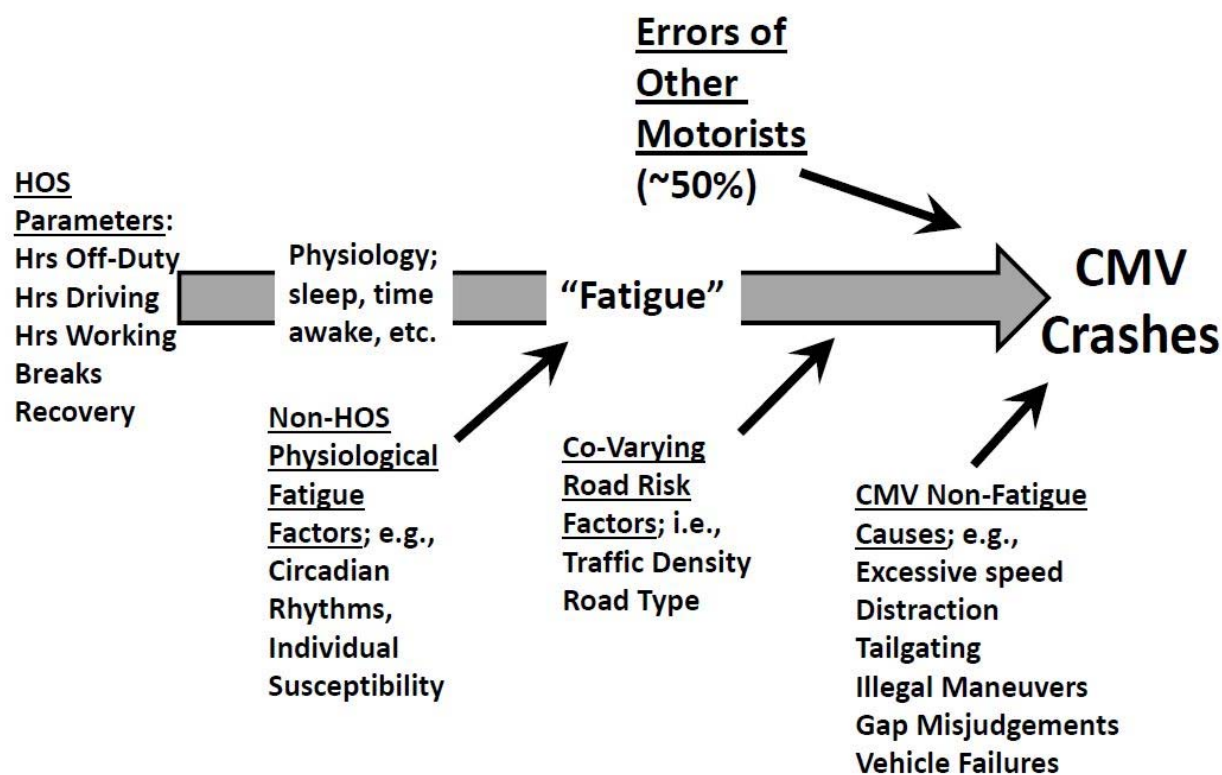 Errors of
Other
Motorists
(~50%)
HOS
Parameters:
Hrs Off-Duty
Hrs Driving
Hrs Working
Breaks
Recovery
Physiology;
sleep, time
awake, etc.
“Fatigue”
CMV
Crashes
Non-HOS
Physiological
Fatigue
Factors; e.g.,
Circadian
Rhythms,
Individual
Susceptibility
Co-Varying
Road Risk
Factors; i.e.,
Traffic Density
Road Type
CMV Non-Fatigue
Causes; e.g.,
Excessive speed
Distraction
Tailgating
Illegal Maneuvers
Gap Misjudgements
Vehicle Failures